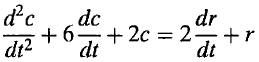 d²c/dt² + 6 dc/dt + 2c = 2 dr/dt + r